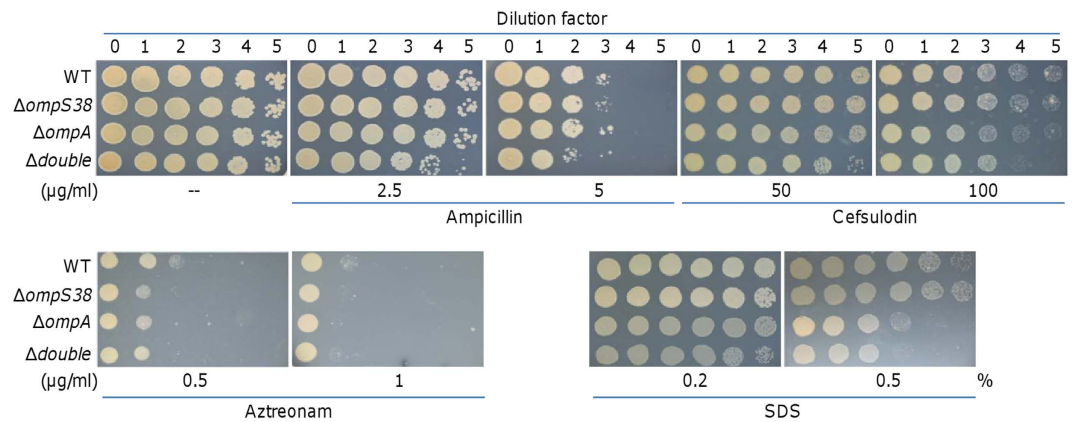 Dilution factor
0 1 2 3 4 5 0 1 2 3 4 5 0 1 2 3 4 5 0 1 2 3 4 5 0 1 2 3 4 5
WT
ΔompS38
ΔompA
Δdouble
(µg/ml) -- 2.5 5 50 100
Ampicillin Cefsulodin
WT
ΔompS38
ΔompA
Δdouble
(µg/ml) 0.5 1 0.2 0.5 %
Aztreonam SDS